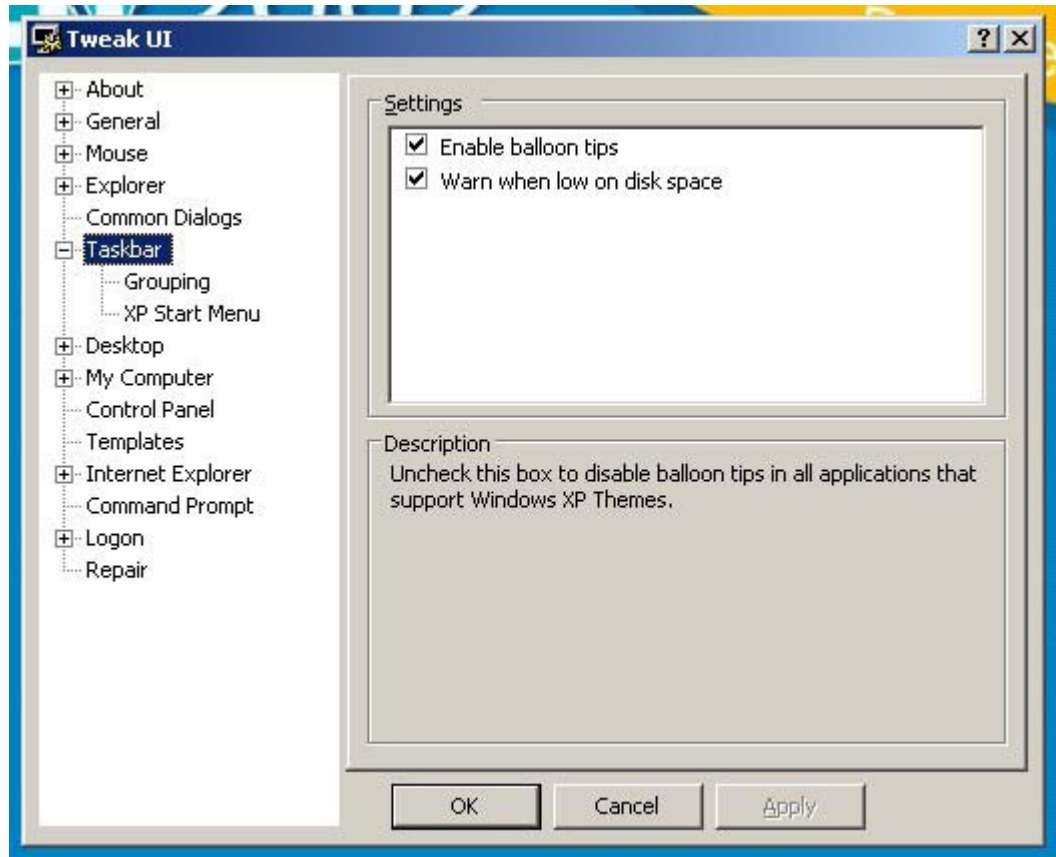 Tweak UI
About
General
Mouse
Explorer
Common Dialogs
Taskbar
Grouping
XP Start Menu
Desktop
My Computer
Control Panel
Templates
Internet Explorer
Command Prompt
Logon
Repair
Settings
Enable balloon tips
Warn when low on disk space
Description
Uncheck this box to disable balloon tips in all applications that
support Windows XP Themes.
OK
Cancel
Apply